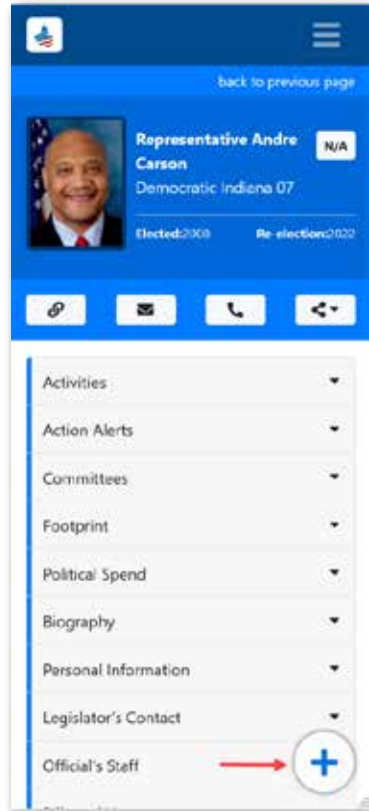 back to previous page
Representative Andre
Carson
N/A
Democratic Indiana 07
Elected:2008 Re-election:2022
Activities
Action Alerts
Committees
Footprint
Political Spend
Biography
Personal Information
Legislator's Contact
Official's Staff